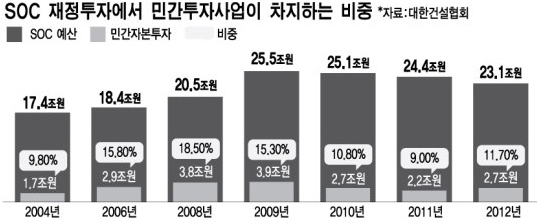 SOC 재정투자에서 민간투자사업이 차지하는 비중 *자료:대한건설협회
SOC 예산 민간자본투자 비중
17.4조원 18.4조원 20.5조원 25.5조원 25.1조원 24.4조원 23.1조원
9.80% 15.80% 18.50% 15.30% 10.80% 9.00% 11.70%
1.7조원 2.9조원 3.8조원 3.9조원 2.7조원 2.2조원 2.7조원
2004년 2006년 2008년 2009년 2010년 2011년 2012년